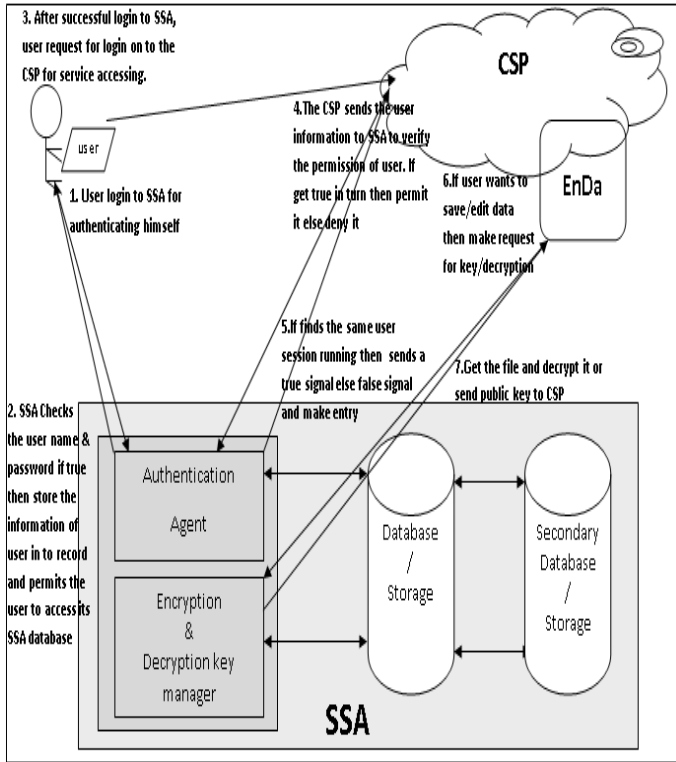 3. After successful login to SSA,
user request for login on to the
CSP for service accessing.
CSP
user
4.The CSP sends the user
information to SSA to verify
the permission of user. If
get true in turn then permit
it else deny it
EnDa
6.If user wants to
save/edit data
then make request
for key/decryption
1. User login to SSA for
authenticating himself
5.If finds the same user
session running then sends a
true signal else false signal
and make entry
7.Get the file and decrypt it or
send public key to CSP
2. SSA Checks
the user name &
password if true
then store the
information of
user in to record
and permits the
user to access its
SSA database
Authentication
Agent
Encryption
&
Decryption key
manager
Database
/
Storage
Secondary
Database
/
Storage
SSA